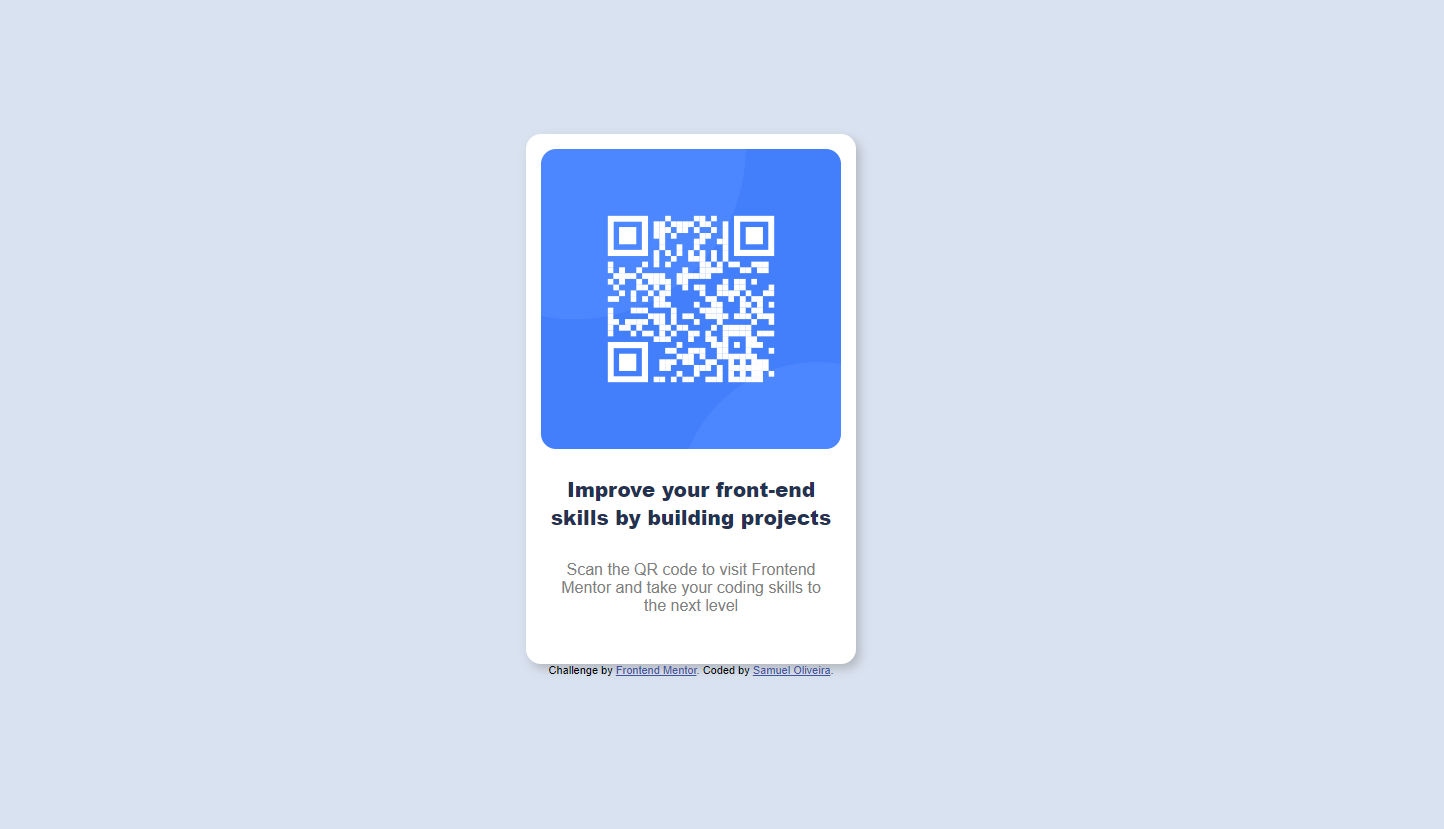 Improve your front-end
skills by building projects
Scan the QR code to visit Frontend
Mentor and take your coding skills to
the next level
Challenge by Frontend Mentor. Coded by Samuel Oliveira.